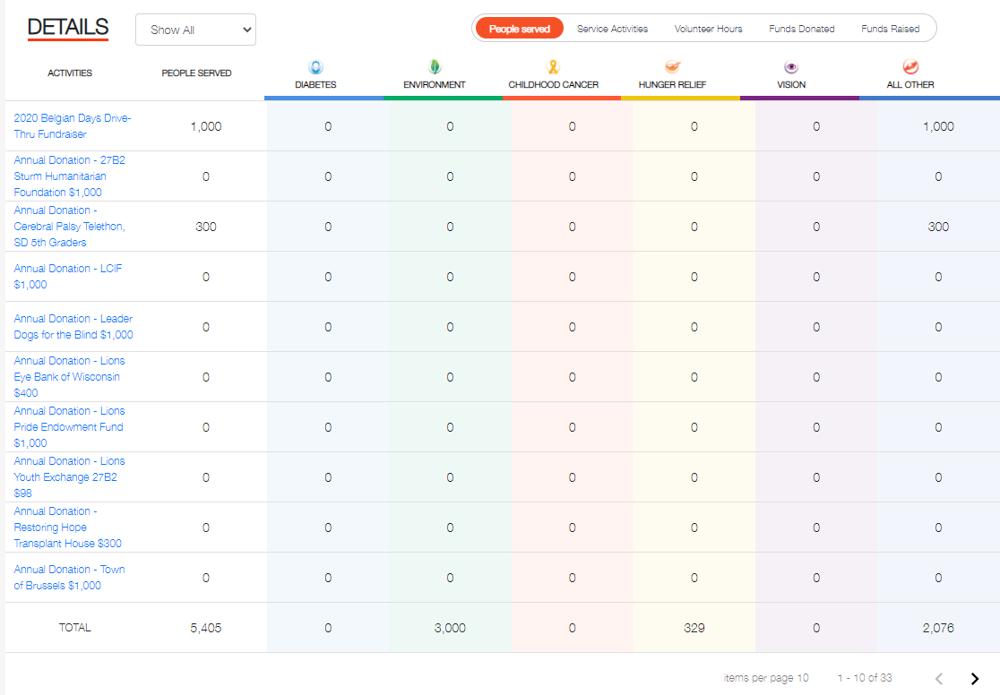 DETAILS
Show All
People served Service Activities Volunteer Hours Funds Donated Funds Raised
ACTIVITIES PEOPLE SERVED DIABETES ENVIRONMENT CHILDHOOD CANCER HUNGER RELIEF VISION ALL OTHER
2020 Belgian Days Drive-
Thru Fundraiser
1,000 0 0 0 0 0 1,000
Annual Donation - 27B2
Sturm Humanitarian
Foundation $1,000
0 0 0 0 0 0 0
Annual Donation -
Cerebral Palsy Telethon,
SD 5th Graders
300 0 0 0 0 0 300
Annual Donation - LCIF
$1,000
0 0 0 0 0 0 0
Annual Donation - Leader
Dogs for the Blind $1,000
0 0 0 0 0 0 0
Annual Donation - Lions
Eye Bank of Wisconsin
$400
0 0 0 0 0 0 0
Annual Donation - Lions
Pride Endowment Fund
$1,000
0 0 0 0 0 0 0
Annual Donation - Lions
Youth Exchange 27B2
$98
0 0 0 0 0 0 0
Annual Donation -
Restoring Hope
Transplant House $300
0 0 0 0 0 0 0
Annual Donation - Town
of Brussels $1,000
0 0 0 0 0 0 0
TOTAL 5,405 0 3,000 0 329 0 2,076
items per page 10 1 - 10 of 33